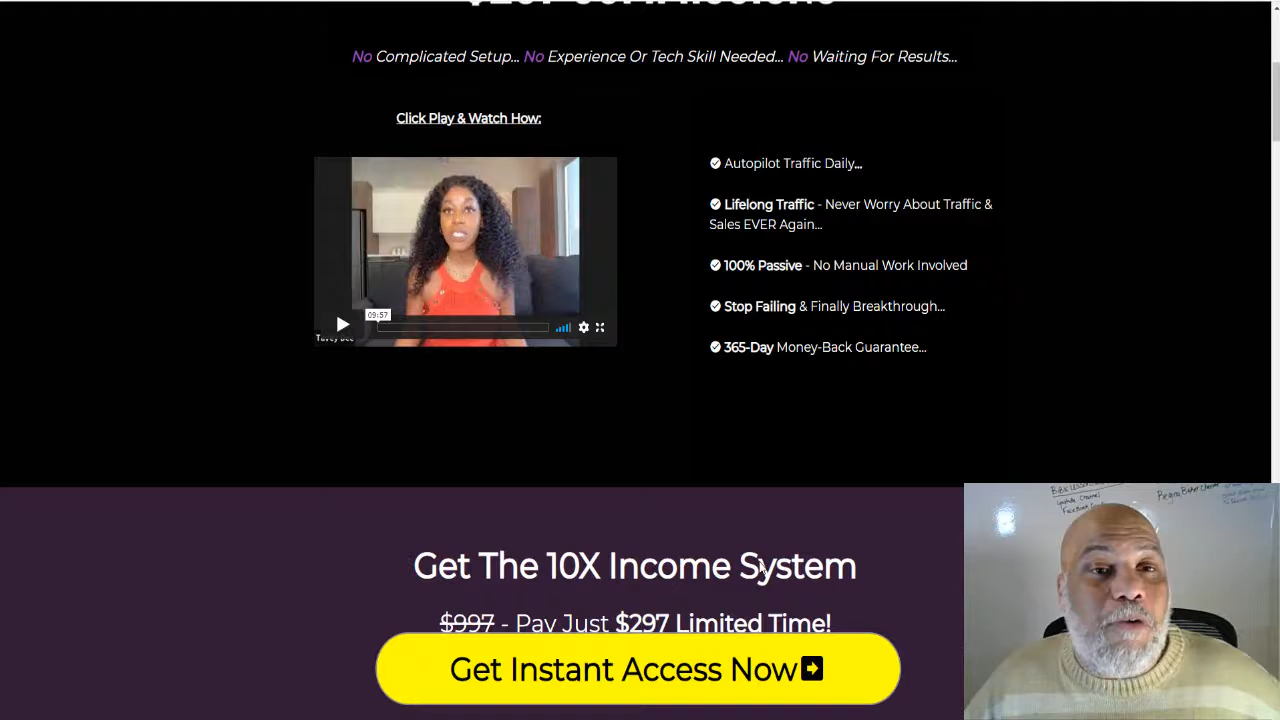 No Complicated Setup... No Experience Or Tech Skill Needed... No Waiting For Results...
Click Play & Watch How:
09:57
Autopilot Traffic Daily...
Lifelong Traffic - Never Worry About Traffic &
Sales EVER Again...
100% Passive - No Manual Work Involved
Stop Failing & Finally Breakthrough...
365-Day Money-Back Guarantee...
Get The 10X Income System
$997 - Pay Just $297 Limited Time!
Get Instant Access Now
YouTube Channel